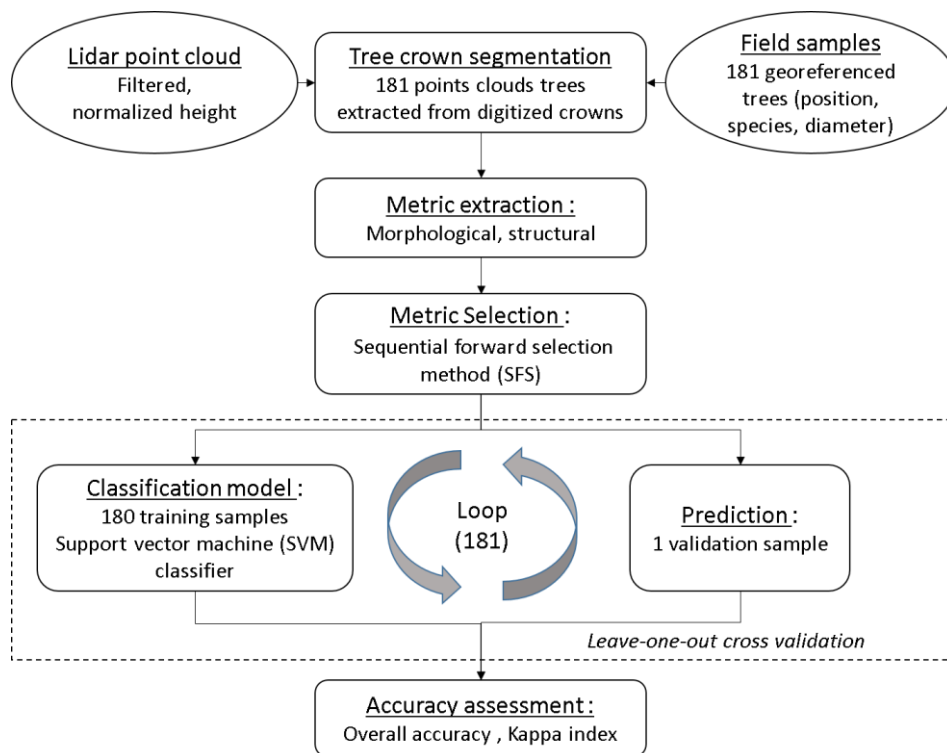 Lidar point cloud
Filtered,
normalized height
Tree crown segmentation
181 points clouds trees
extracted from digitized crowns
Field samples
181 georeferenced
trees (position,
species, diameter)
Metric extraction :
Morphological, structural
Metric Selection :
Sequential forward selection
method (SFS)
Classification model :
180 training samples
Support vector machine (SVM)
classifier
Loop
(181)
Prediction :
1 validation sample
Leave-one-out cross validation
Accuracy assessment :
Overall accuracy , Kappa index